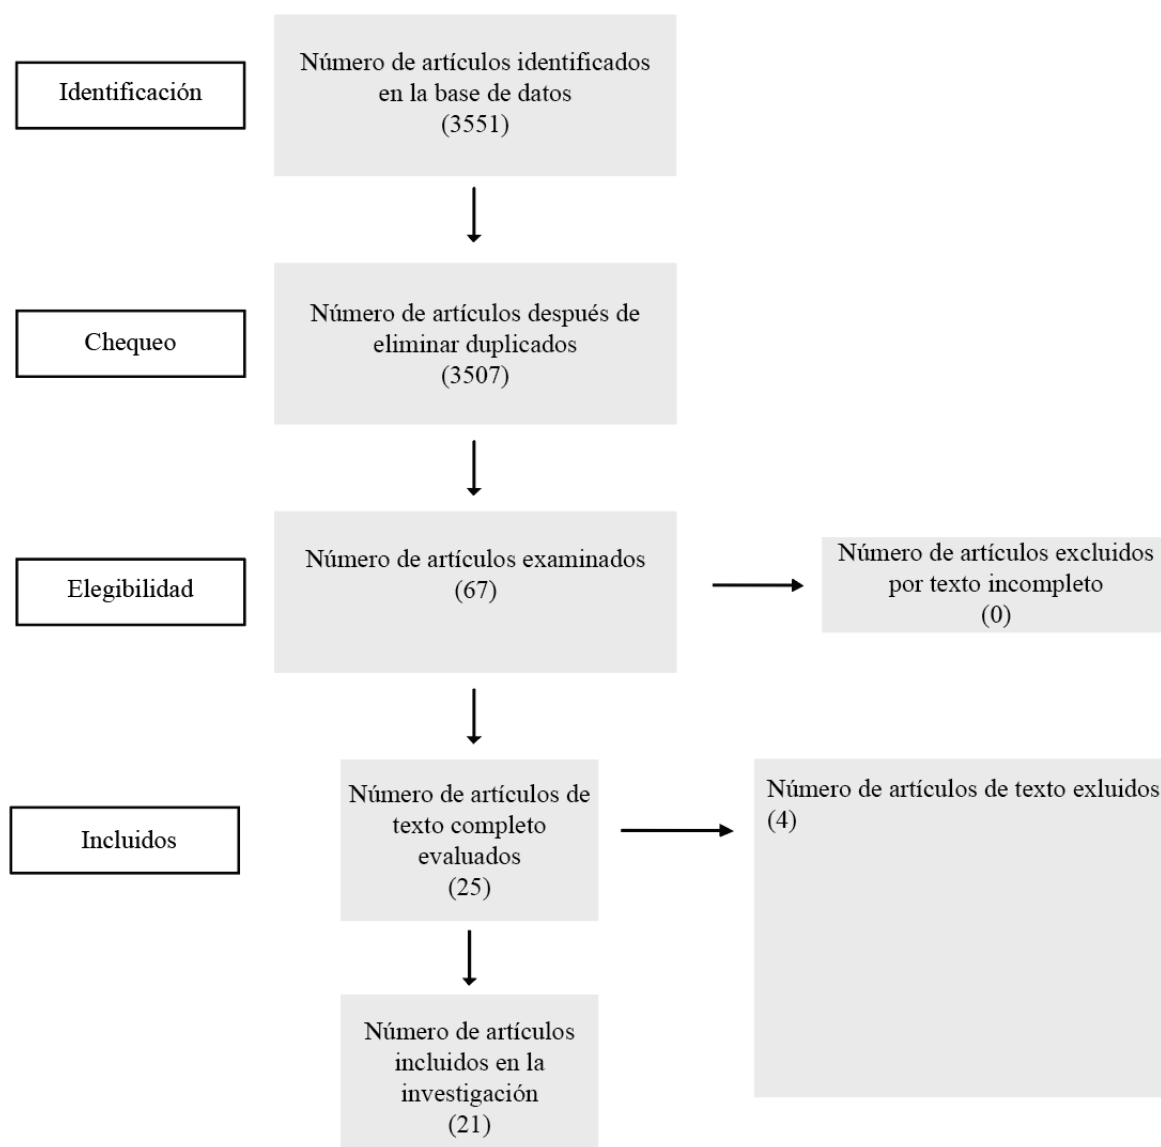 Identificación
Número de artículos identificados
en la base de datos
(3551)
Chequeo
Número de artículos después de
eliminar duplicados
(3507)
Elegibilidad
Número de artículos examinados
(67)
Número de artículos excluidos
por texto incompleto
(0)
Incluidos
Número de artículos de
texto completo
evaluados
(25)
Número de artículos de texto exluidos
(4)
Número de artículos
incluidos en la
investigación
(21)